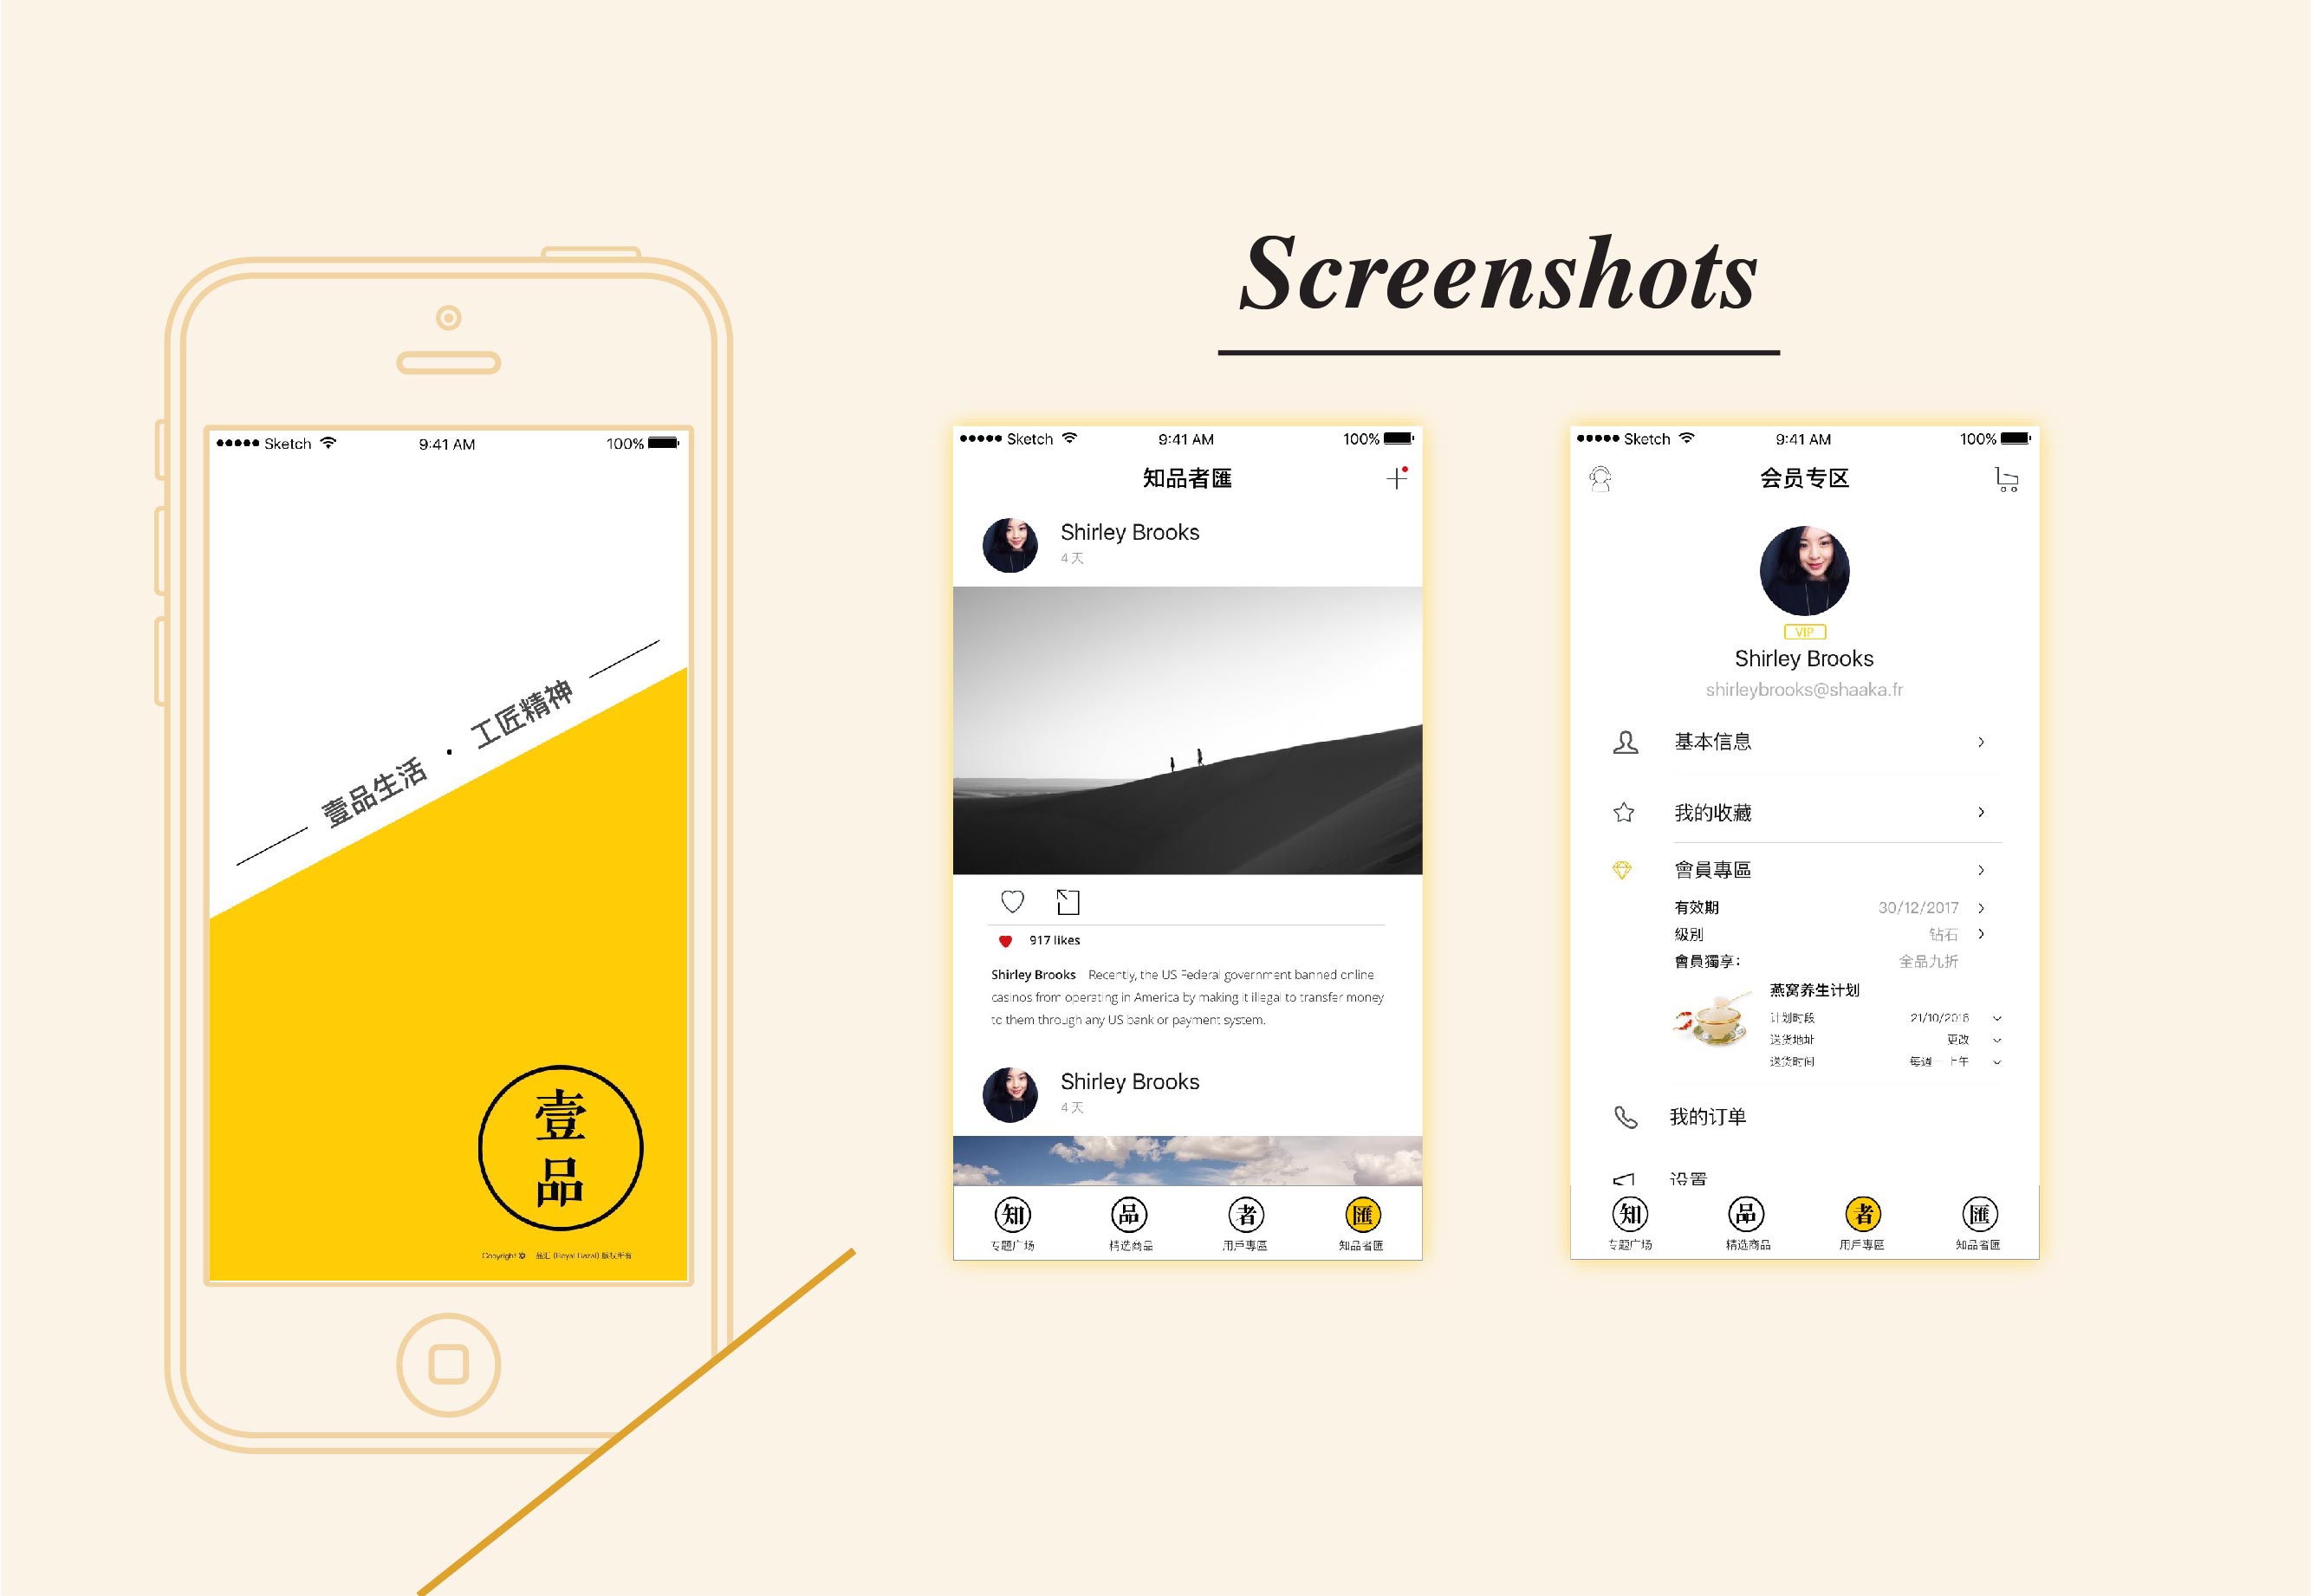 Screenshots
Sketch 9:41 AM 100%
壹品生活 · 工匠精神
壹
品
Sketch 9:41 AM 100%
知品者匯
Shirley Brooks
4 天
917 likes
Shirley Brooks Recently, the US Federal government banned online
casinos from operating in America by making it illegal to transfer money
to them through any US bank or payment system.
Shirley Brooks
4 天
知 品 者 匯
专题广场 精选商品 用戶專區 知品者匯
Sketch 9:41 AM 100%
会员专区
VIP
Shirley Brooks
shirleybrooks@shaaka.fr
基本信息
我的收藏
會員專區
有效期 30/12/2017
級別 钻石
會員獨享: 全品九折
燕窝养生计划
计划时段 21/10/2016
送货地址 更改
送货时间 每週一上午
我的订单
设置
知 品 者 匯
专题广场 精选商品 用戶專區 知品者匯